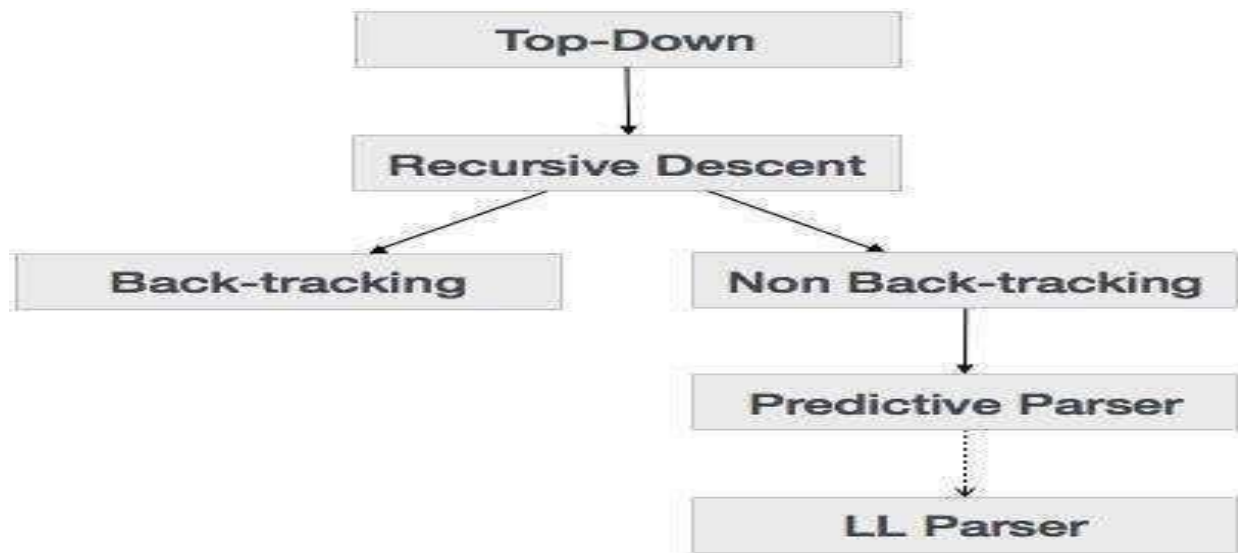 Top-Down
Recursive Descent
Back-tracking
Non Back-tracking
Predictive Parser
LL Parser